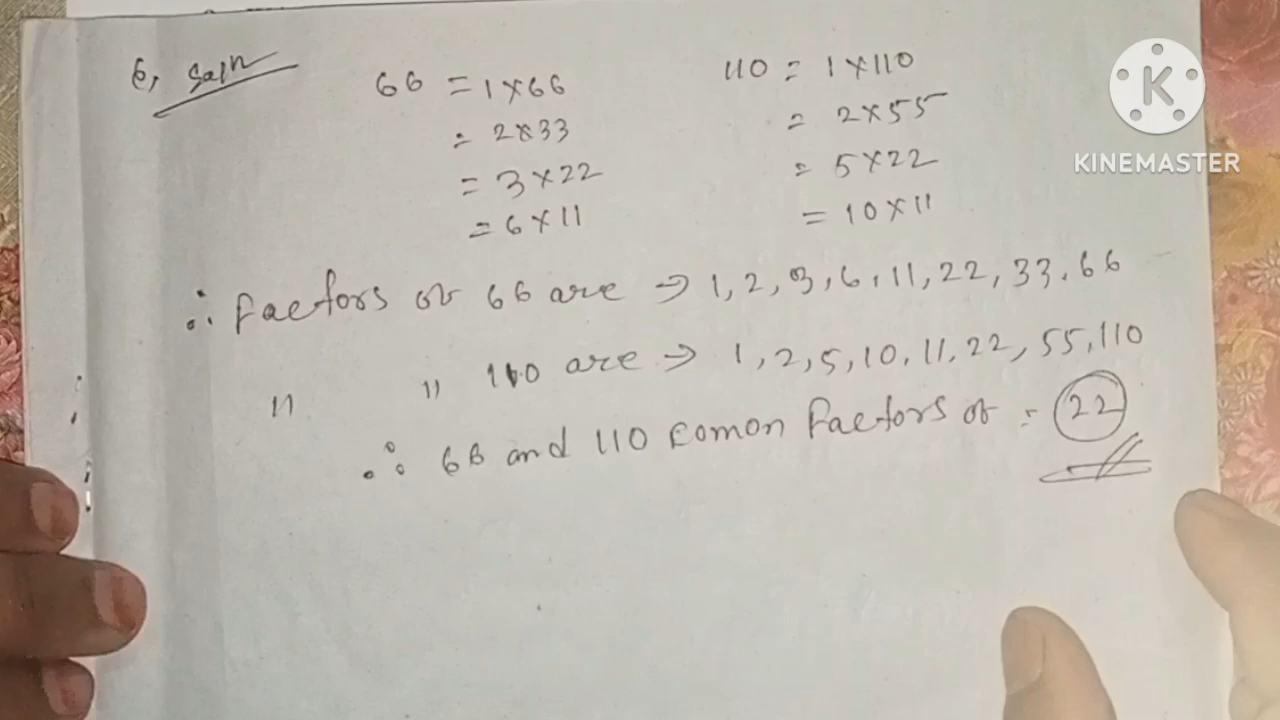 6, Soln
66 = 1×66
= 2×33
= 3×22
= 6×11
110 = 1×110
= 2×55
= 5×22
= 10×11
K
KINEMASTER
∴ Factors of 66 are → 1, 2, 3, 6, 11, 22, 33, 66
" " 110 are → 1, 2, 5, 10, 11, 22, 55, 110
∴ 66 and 110 comon Factors of = 22